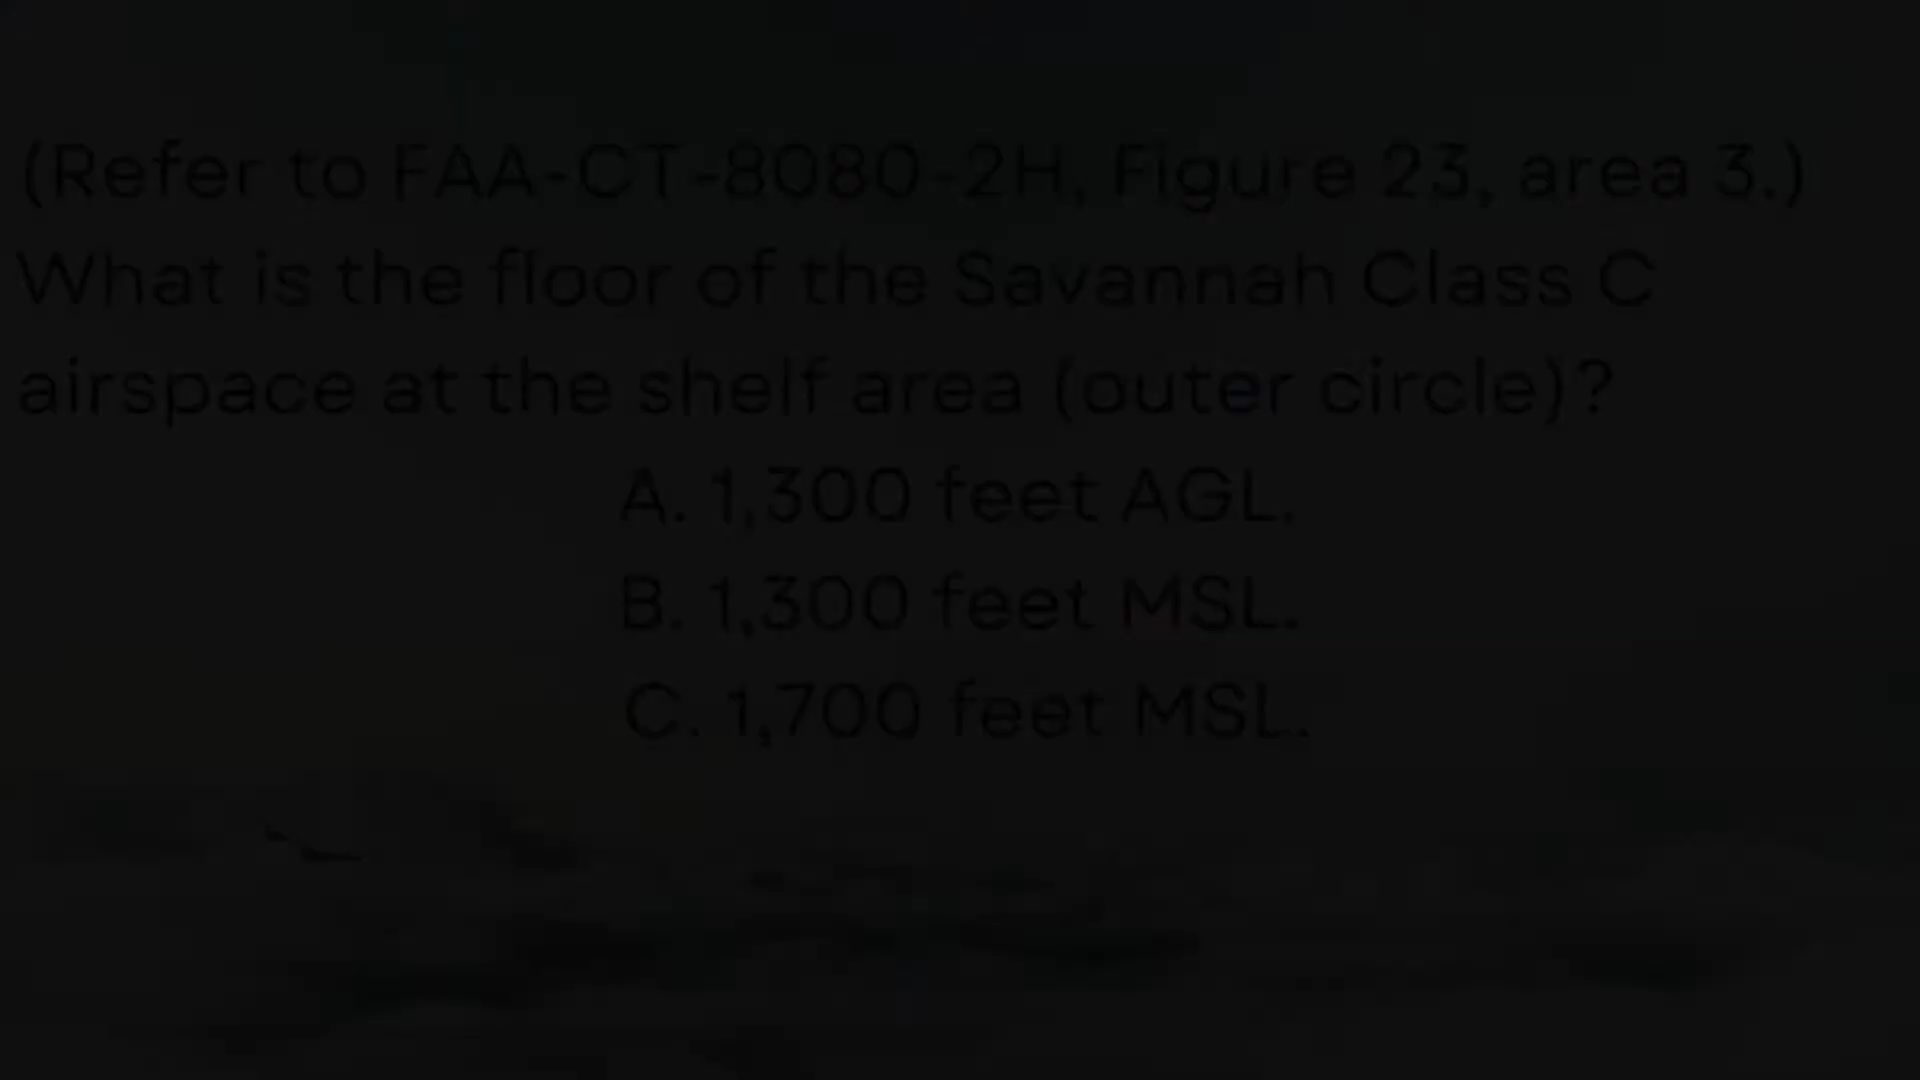 (Refer to FAA-CT-8080-2H, Figure 23, area 3.)
What is the floor of the Savannah Class C
airspace at the shelf area (outer circle)?
A. 1,300 feet AGL.
B. 1,300 feet MSL.
C. 1,700 feet MSL.